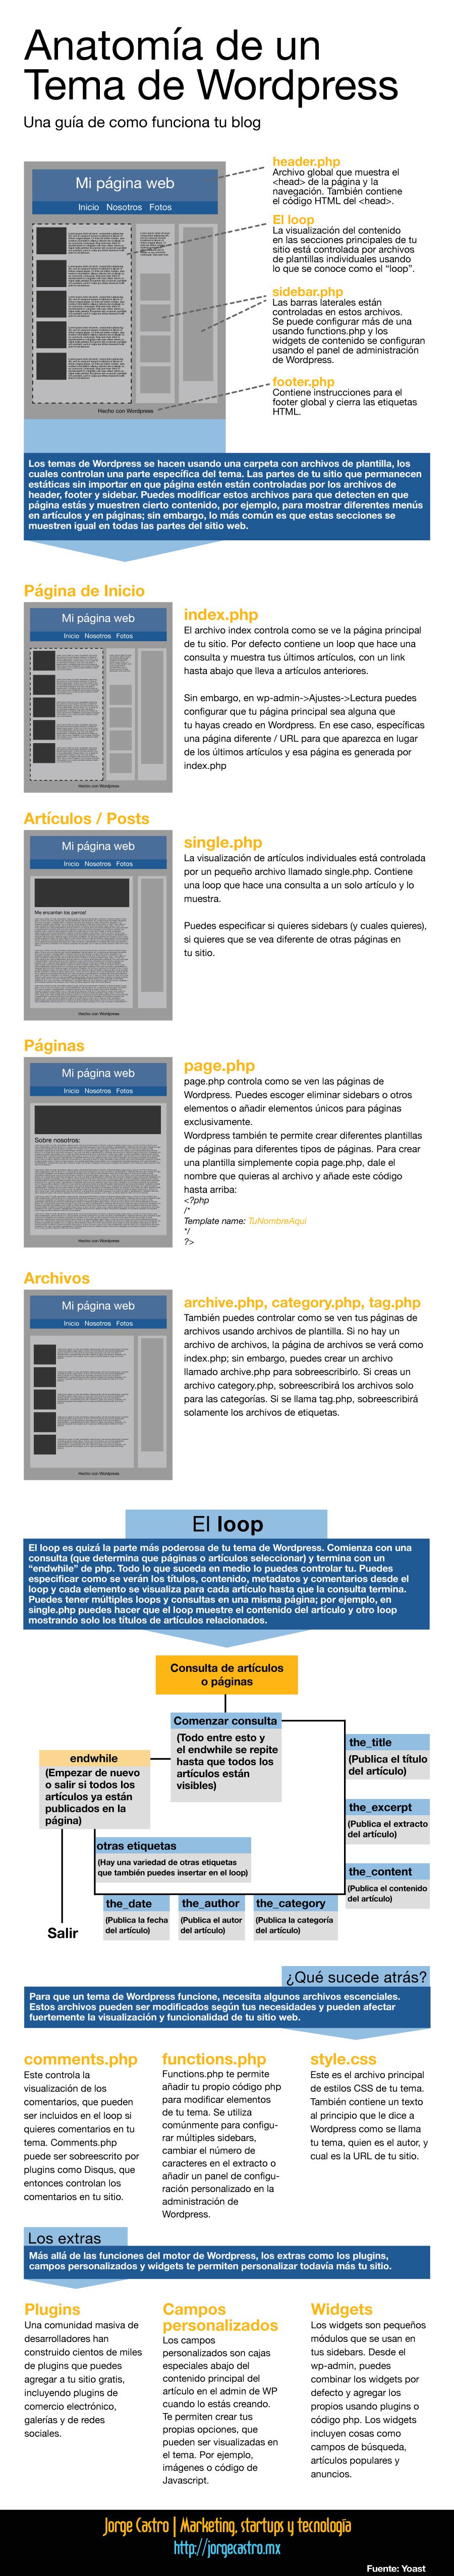 Anatomía de un
Tema de Wordpress
Una guía de como funciona tu blog
Mi página web
Inicio Nosotros Fotos
Hecho con Wordpress
header.php
Archivo global que muestra el
<head> de la página y la
navegación. También contiene
el código HTML del <head>.
El loop
La visualización del contenido
en las secciones principales de tu
sitio está controlada por archivos
de plantillas individuales usando
lo que se conoce como el “loop”.
sidebar.php
Las barras laterales están
controladas en estos archivos.
Se puede configurar más de una
usando functions.php y los
widgets de contenido se configuran
usando el panel de administración
de Wordpress.
footer.php
Contiene instrucciones para el
footer global y cierra las etiquetas
HTML.
Los temas de Wordpress se hacen usando una carpeta con archivos de plantilla, los
cuales controlan una parte específica del tema. Las partes de tu sitio que permanecen
estáticas sin importar en que página estén están controladas por los archivos de
header, footer y sidebar. Puedes modificar estos archivos para que detecten en que
página estás y muestren cierto contenido, por ejemplo, para mostrar diferentes menús
en artículos y en páginas; sin embargo, lo más común es que estas secciones se
muestren igual en todas las partes del sitio web.
Página de Inicio
Mi página web
Inicio Nosotros Fotos
Hecho con Wordpress
index.php
El archivo index controla como se ve la página principal
de tu sitio. Por defecto contiene un loop que hace una
consulta y muestra tus últimos artículos, con un link
hasta abajo que lleva a artículos anteriores.
Sin embargo, en wp-admin->Ajustes->Lectura puedes
configurar que tu página principal sea alguna que
tu hayas creado en Wordpress. En ese caso, específicas
una página diferente / URL para que aparezca en lugar
de los últimos artículos y esa página es generada por
index.php
Artículos / Posts
Mi página web
Inicio Nosotros Fotos
Me encantan los perros!
Hecho con Wordpress
single.php
La visualización de artículos individuales está controlada
por un pequeño archivo llamado single.php. Contiene
una loop que hace una consulta a un solo artículo y lo
muestra.
Puedes especificar si quieres sidebars (y cuales quieres),
si quieres que se vea diferente de otras páginas en
tu sitio.
Páginas
Mi página web
Inicio Nosotros Fotos
Sobre nosotros:
Hecho con Wordpress
page.php
page.php controla como se ven las páginas de
Wordpress. Puedes escoger eliminar sidebars o otros
elementos o añadir elementos únicos para páginas
exclusivamente.
Wordpress también te permite crear diferentes plantillas
de páginas para diferentes tipos de páginas. Para crear
una plantilla simplemente copia page.php, dale el
nombre que quieras al archivo y añade este código
hasta arriba:
<?php
/*
Template name: TuNombreAqui
*/
?>
Archivos
Mi página web
Inicio Nosotros Fotos
Hecho con Wordpress
archive.php, category.php, tag.php
También puedes controlar como se ven tus páginas de
archivos usando archivos de plantilla. Si no hay un
archivo de archivos, la página de archivos se verá como
index.php; sin embargo, puedes crear un archivo
llamado archive.php para sobreescribirlo. Si creas un
archivo category.php, sobreescribirá los archivos solo
para las categorías. Si se llama tag.php, sobreescribirá
solamente los archivos de etiquetas.
El loop
El loop es quizá la parte más poderosa de tu tema de Wordpress. Comienza con una
consulta (que determina que páginas o artículos seleccionar) y termina con un
“endwhile” de php. Todo lo que suceda en medio lo puedes controlar tu. Puedes
especificar como se verán los títulos, contenido, metadatos y comentarios desde el
loop y cada elemento se visualiza para cada artículo hasta que la consulta termina.
Puedes tener múltiples loops y consultas en una misma página; por ejemplo, en
single.php puedes hacer que el loop muestre el contenido del artículo y otro loop
mostrando solo los títulos de artículos relacionados.
Consulta de artículos
o páginas
Comenzar consulta
(Todo entre esto y
el endwhile se repite
hasta que todos los
artículos están
visibles)
endwhile
(Empezar de nuevo
o salir si todos los
artículos ya están
publicados en la
página)
the_title
(Publica el título
del artículo)
the_excerpt
(Publica el extracto
del artículo)
the_content
(Publica el contenido
del artículo)
otras etiquetas
(Hay una variedad de otras etiquetas
que también puedes insertar en el loop)
the_date
(Publica la fecha
del artículo)
the_author
(Publica el autor
del artículo)
the_category
(Publica la categoría
del artículo)
Salir
¿Qué sucede atrás?
Para que un tema de Wordpress funcione, necesita algunos archivos escenciales.
Estos archivos pueden ser modificados según tus necesidades y pueden afectar
fuertemente la visualización y funcionalidad de tu sitio web.
comments.php
Este controla la
visualización de los
comentarios, que pueden
ser incluidos en el loop si
quieres comentarios en tu
tema. Comments.php
puede ser sobreescrito por
plugins como Disqus, que
entonces controlan los
comentarios en tu sitio.
functions.php
Functions.php te permite
añadir tu propio código php
para modificar elementos
de tu tema. Se utiliza
comúnmente para configu-
rar múltiples sidebars,
cambiar el número de
caracteres en el extracto o
añadir un panel de configu-
ración personalizado en la
administración de
Wordpress.
style.css
Este es el archivo principal
de estilos CSS de tu tema.
También contiene un texto
al principio que le dice a
Wordpress como se llama
tu tema, quien es el autor, y
cual es la URL de tu sitio.
Los extras
Más allá de las funciones del motor de Wordpress, los extras como los plugins,
campos personalizados y widgets te permiten personalizar todavía más tu sitio.
Plugins
Una comunidad masiva de
desarrolladores han
construido cientos de miles
de plugins que puedes
agregar a tu sitio gratis,
incluyendo plugins de
comercio electrónico,
galerías y de redes
sociales.
Campos
personalizados
Los campos
personalizados son cajas
especiales abajo del
contenido principal del
artículo en el admin de WP
cuando lo estás creando.
Te permiten crear tus
propias opciones, que
pueden ser visualizadas en
el tema. Por ejemplo,
imágenes o código de
Javascript.
Widgets
Los widgets son pequeños
módulos que se usan en
tus sidebars. Desde el
wp-admin, puedes
combinar los widgets por
defecto y agregar los
propios usando plugins o
código php. Los widgets
incluyen cosas como
campos de búsqueda,
artículos populares y
anuncios.
Jorge Castro | Marketing, startups y tecnología
http://jorgecastro.mx
Fuente: Yoast